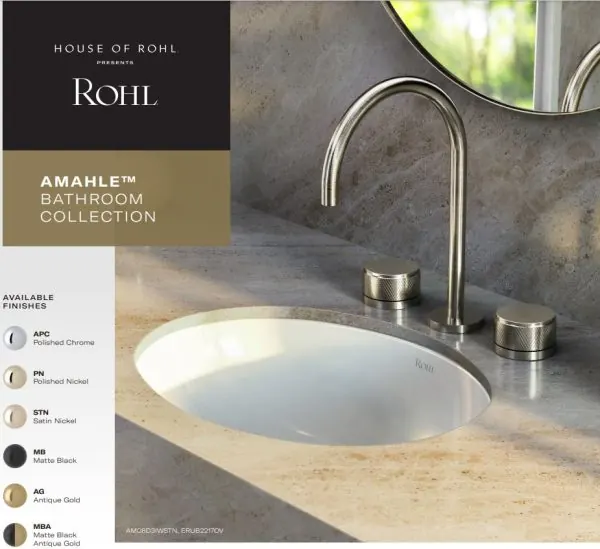 HOUSE OF ROHL
PRESENTS
ROHL
AMAHLE™
BATHROOM
COLLECTION
AVAILABLE
FINISHES
APC
Polished Chrome
PN
Polished Nickel
STN
Satin Nickel
MB
Matte Black
AG
Antique Gold
MBA
Matte Black
Antique Gold
ROHL
AM08D3IWSTN, ERUB2217OV